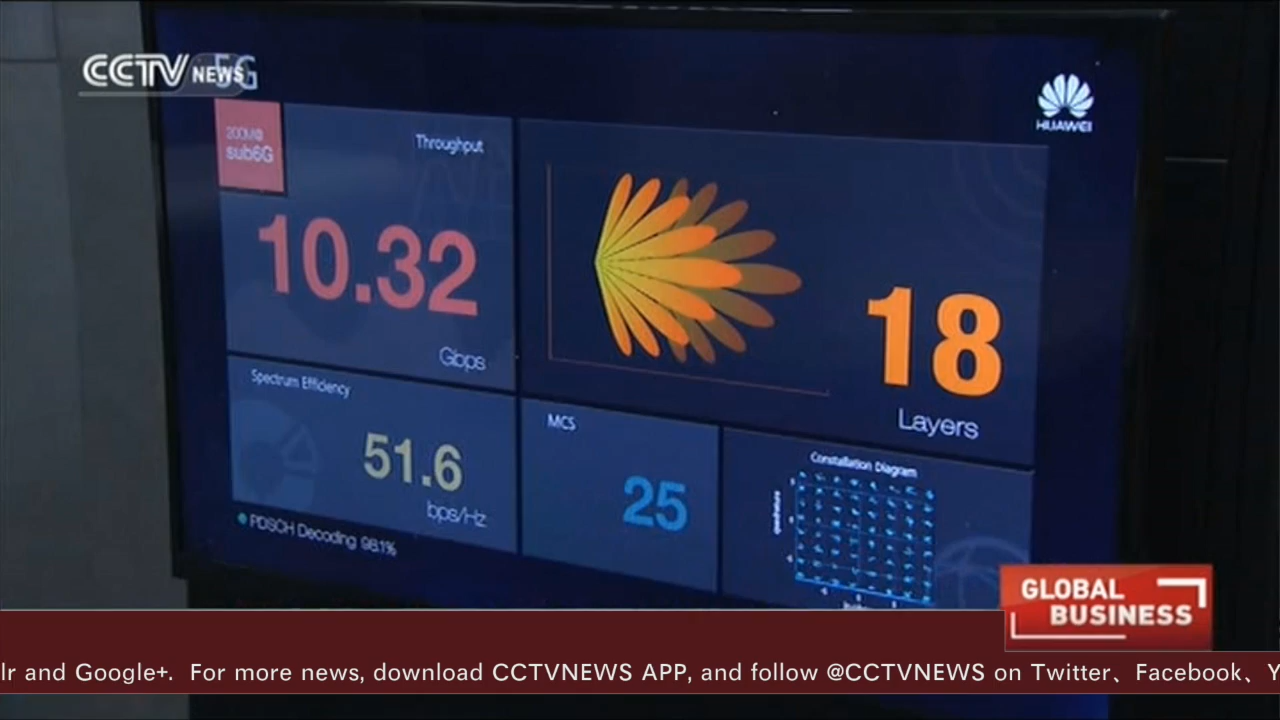 CCTV NEWS
5G
HUAWEI
200M@
sub6G
Throughput
10.32
Gbps
18
Layers
Spectrum Efficiency
51.6
bps/Hz
MCS
25
Constallation Diagram
PDSCH Decoding 98.1%
GLOBAL
BUSINESS
lr and Google+. For more news, download CCTVNEWS APP, and follow @CCTVNEWS on Twitter、Facebook、Y